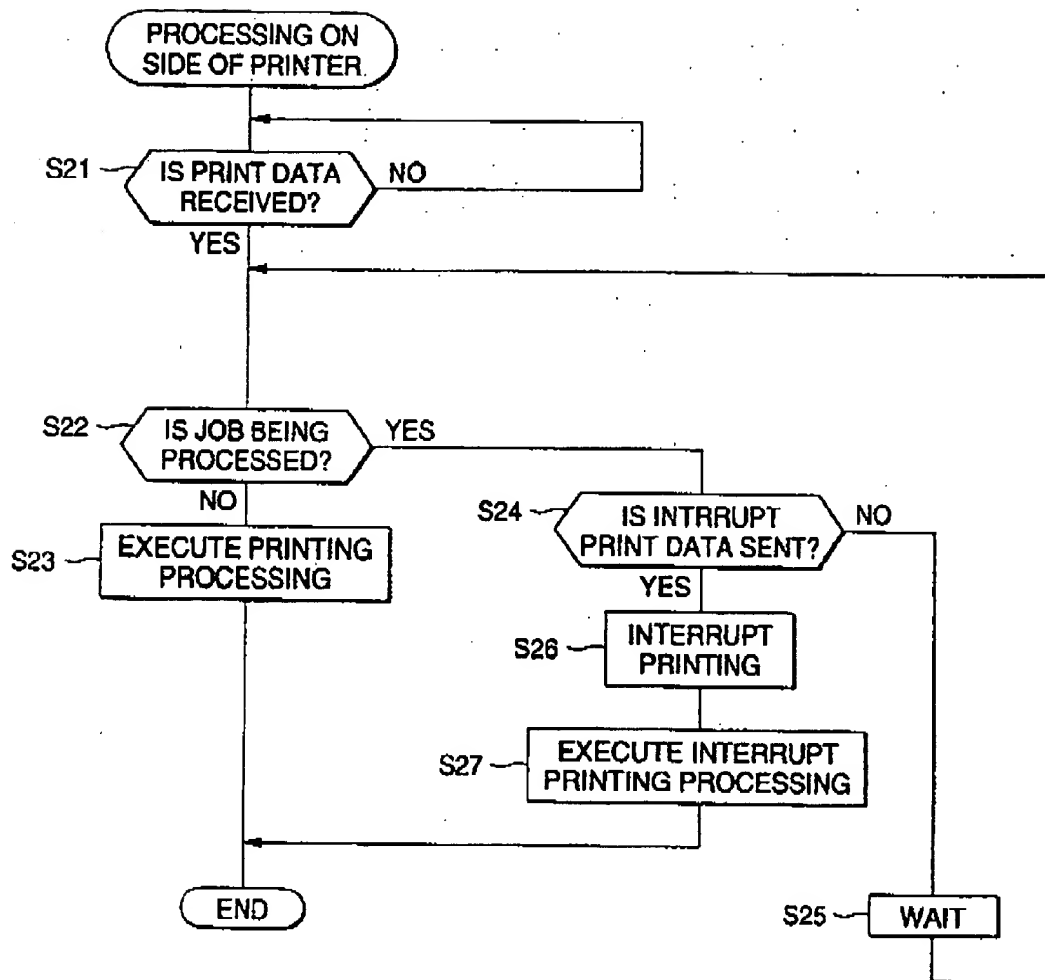 PROCESSING ON
SIDE OF PRINTER
S21
IS PRINT DATA
RECEIVED?
NO
YES
S22
IS JOB BEING
PROCESSED?
YES
NO
S23
EXECUTE PRINTING
PROCESSING
S24
IS INTRRUPT
PRINT DATA SENT?
NO
YES
S26
INTERRUPT
PRINTING
S27
EXECUTE INTERRUPT
PRINTING PROCESSING
END
S25
WAIT